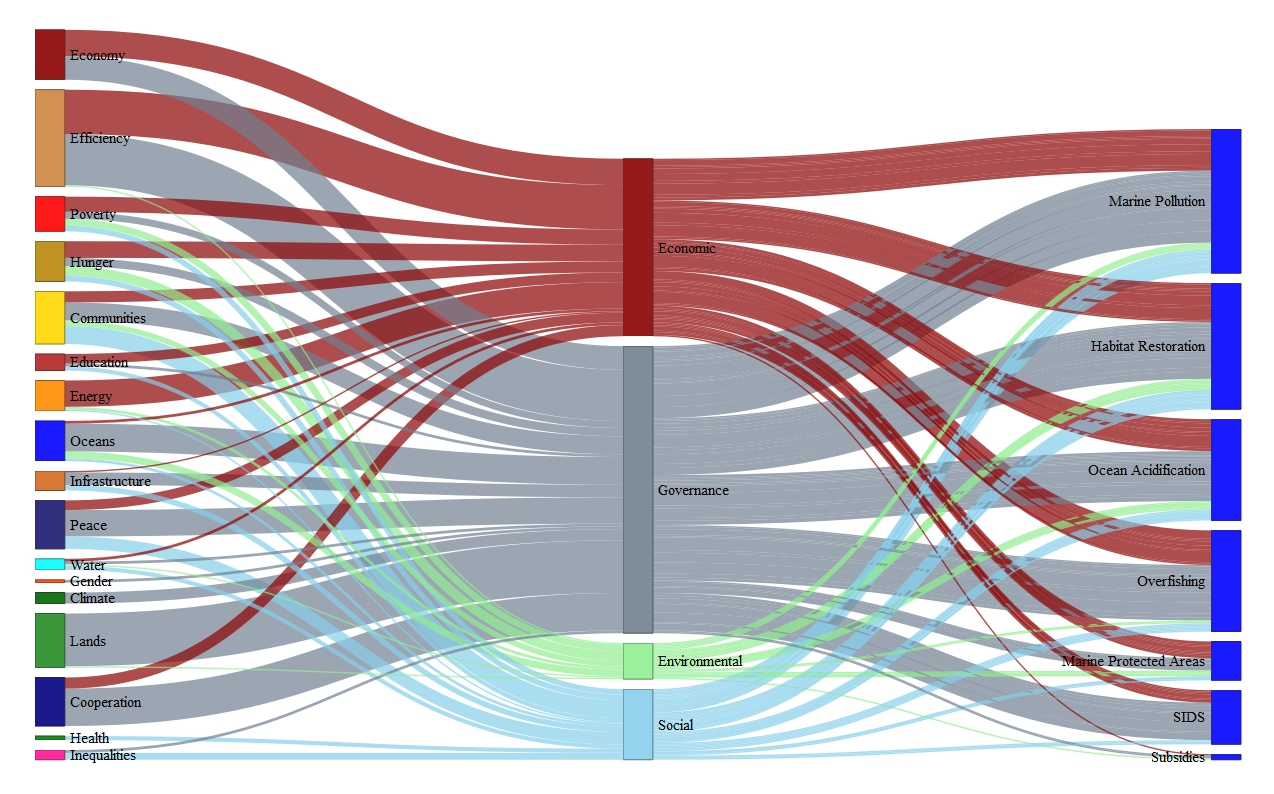 Economy
Efficiency
Poverty
Hunger
Communities
Education
Energy
Oceans
Infrastructure
Peace
Water
Gender
Climate
Lands
Cooperation
Health
Inequalities
Economic
Governance
Environmental
Social
Marine Pollution
Habitat Restoration
Ocean Acidification
Overfishing
Marine Protected Areas
SIDS
Subsidies